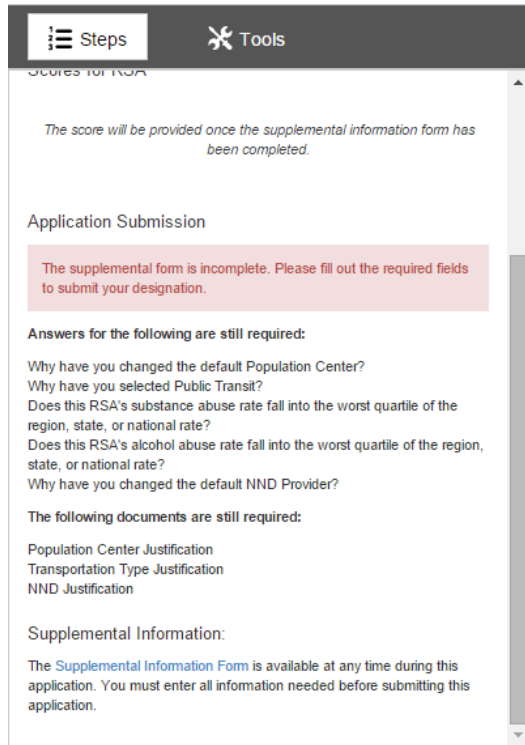 1 2 3 Steps Tools
Scores for RSA
The score will be provided once the supplemental information form has
been completed.
Application Submission
The supplemental form is incomplete. Please fill out the required fields
to submit your designation.
Answers for the following are still required:
Why have you changed the default Population Center?
Why have you selected Public Transit?
Does this RSA's substance abuse rate fall into the worst quartile of the
region, state, or national rate?
Does this RSA's alcohol abuse rate fall into the worst quartile of the region,
state, or national rate?
Why have you changed the default NND Provider?
The following documents are still required:
Population Center Justification
Transportation Type Justification
NND Justification
Supplemental Information:
The Supplemental Information Form is available at any time during this
application. You must enter all information needed before submitting this
application.